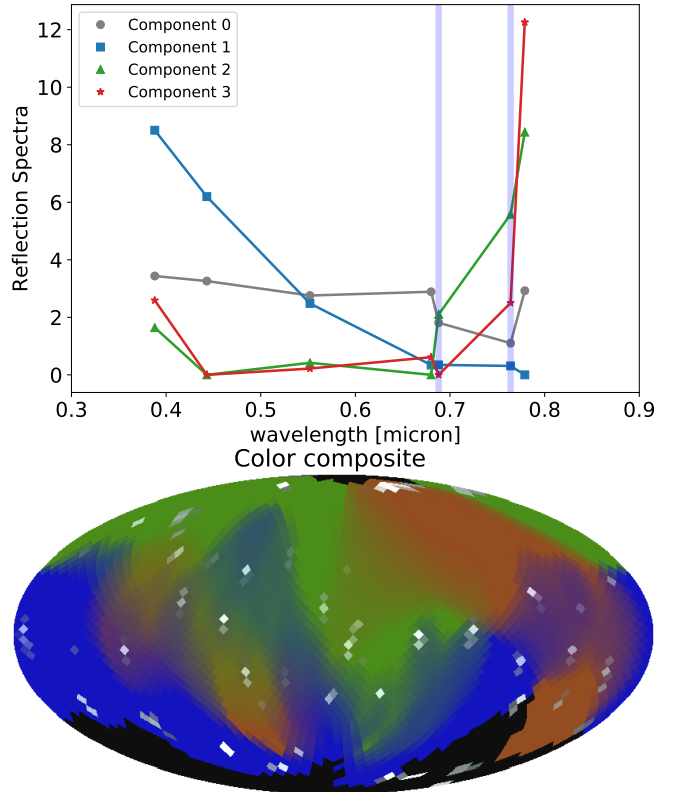 12
10
8
6
4
2
0
Reflection Spectra
Component 0
Component 1
Component 2
Component 3
0.3 0.4 0.5 0.6 0.7 0.8 0.9
wavelength [micron]
Color composite